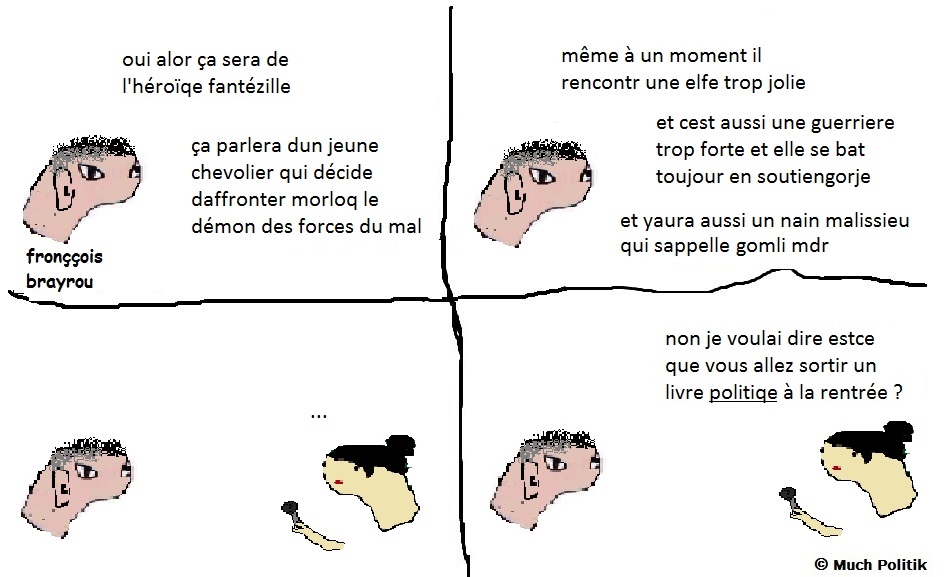 oui alor ça sera de
l'héroïqe fantézille
ça parlera dun jeune
chevolier qui décide
daffronter morloq le
démon des forces du mal
fronççois
brayrou
même à un moment il
rencontr une elfe trop jolie
et cest aussi une guerriere
trop forte et elle se bat
toujour en soutiengorje
et yaura aussi un nain malissieu
qui sappelle gomli mdr
...
non je voulai dire estce
que vous allez sortir un
livre politiqe à la rentrée ?
© Much Politik